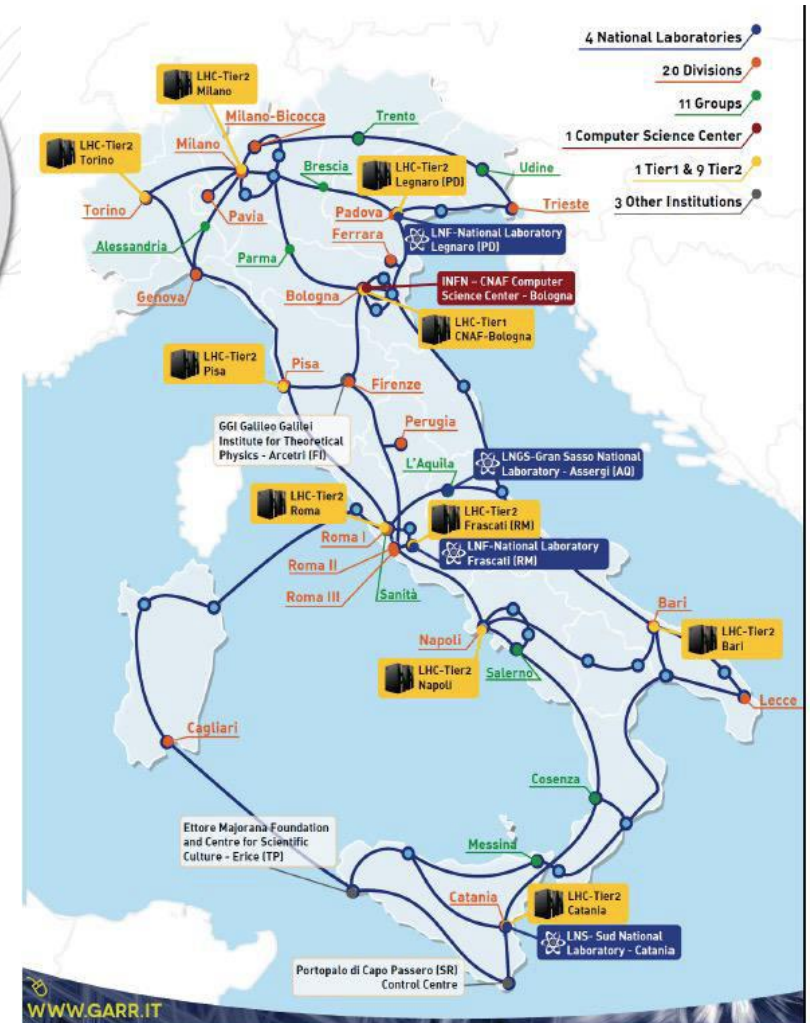 4 National Laboratories
20 Divisions
11 Groups
1 Computer Science Center
1 Tier1 & 9 Tier2
3 Other Institutions
LHC-Tier2
Milano
Milano-Bicocca
Trento
Milano
LHC-Tier2
Torino
Brescia
LHC-Tier2
Legnaro (PD)
Udine
Torino
Pavia
Padova
Trieste
Alessandria
Ferrara
LNF-National Laboratory
Legnaro (PD)
Parma
Genova
Bologna
INFN – CNAF Computer
Science Center - Bologna
LHC-Tier1
CNAF-Bologna
LHC-Tier2
Pisa
Pisa
Firenze
GGI Galileo Galilei
Institute for Theoretical
Physics - Arcetri (FI)
Perugia
L'Aquila
LNGS-Gran Sasso National
Laboratory - Assergi (AQ)
LHC-Tier2
Roma
LHC-Tier2
Frascati (RM)
Roma I
LNF-National Laboratory
Frascati (RM)
Roma II
Roma III
Sanità
Bari
LHC-Tier2
Bari
Napoli
LHC-Tier2
Napoli
Salerno
Lecce
Cagliari
Cosenza
Ettore Majorana Foundation
and Centre for Scientific
Culture - Erice (TP)
Messina
Catania
LHC-Tier2
Catania
LNS- Sud National
Laboratory - Catania
Portopalo di Capo Passero (SR)
Control Centre
WWW.GARR.IT